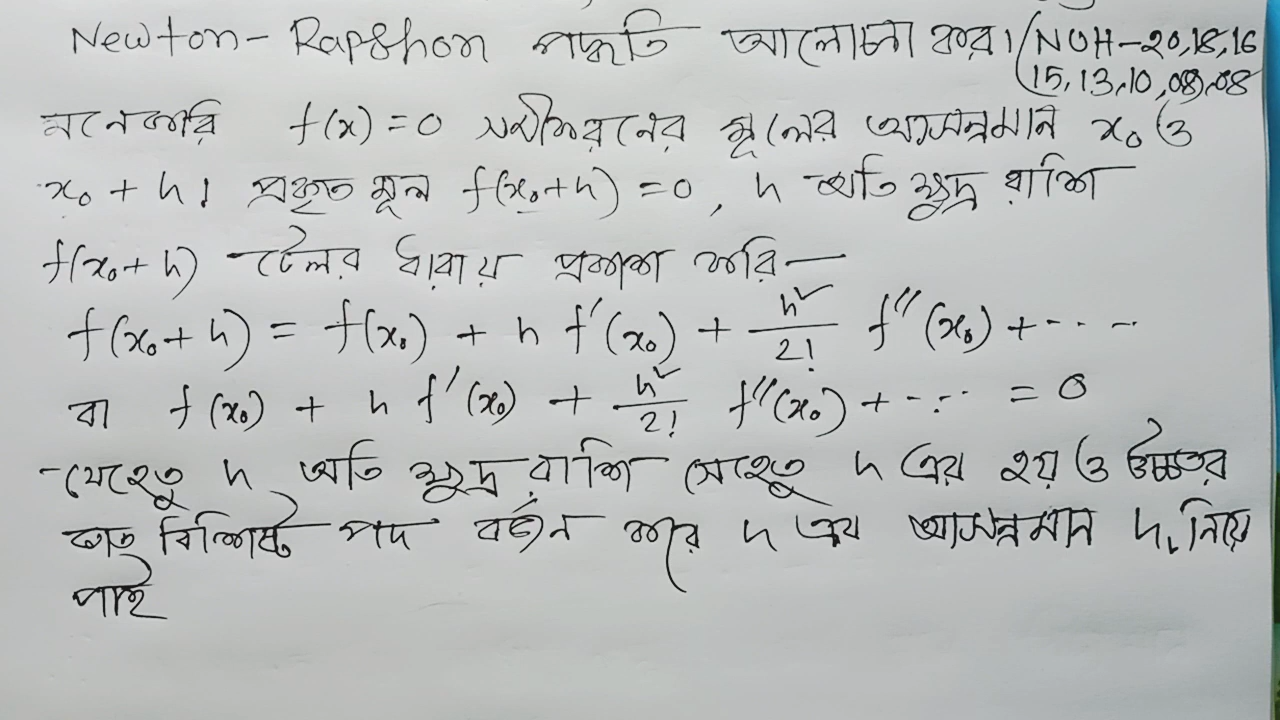 Newton-Rapshon পদ্ধতি আলোচনা কর। (NUH-20,18,16
15,13,10,09,08
মনেকরি f(x) = 0 সমীকরনের মূলের আসন্নমান x₀ ও
x₀ + h। প্রকৃত মূল f(x₀+h) = 0, h অতি ক্ষুদ্র রাশি
f(x₀+h) টেলর ধারায় প্রকাশ করি—
f(x₀+h) = f(x₀) + h f′(x₀) + h²/2! f″(x₀) + ----
বা f(x₀) + h f′(x₀) + h²/2! f″(x₀) + ---- = 0
যেহেতু h অতি ক্ষুদ্র রাশি সেহেতু h এর ২য় ও উচ্চতর
ঘাত বিশিষ্ট পদ বর্জন করে h এর আসন্নমান h₁ নিয়ে
পাই